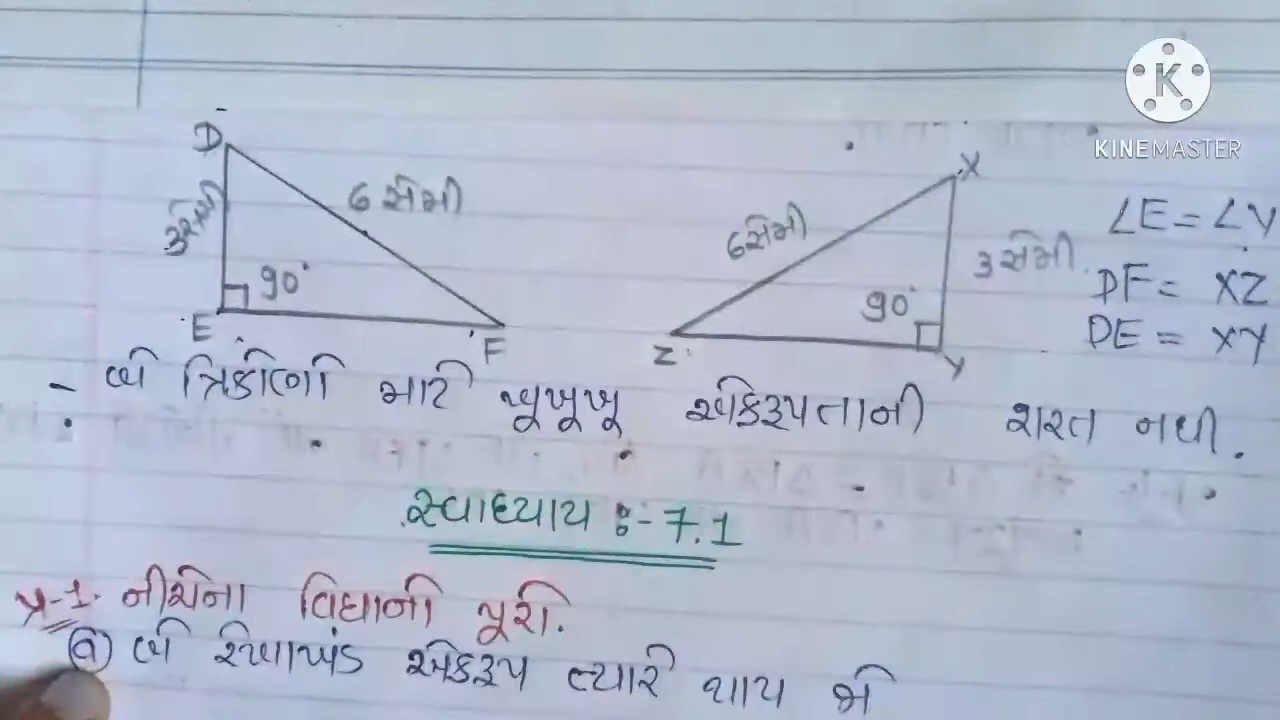 KINEMASTER
D
6 સેમી
3 સેમી
90°
E
F
X
6 સેમી
3 સેમી
90°
Z
Y
∠E = ∠Y
DF = XZ
DE = XY
- બે ત્રિકોણો માટે ખૂખૂખૂ એકરૂપતાની શરત નથી.
સ્વાધ્યાય :- 7.1
પ્ર-1. નીચેના વિધાનો પૂરો.
(a) બે રેખાખંડ એકરૂપ ત્યારે થાય જો